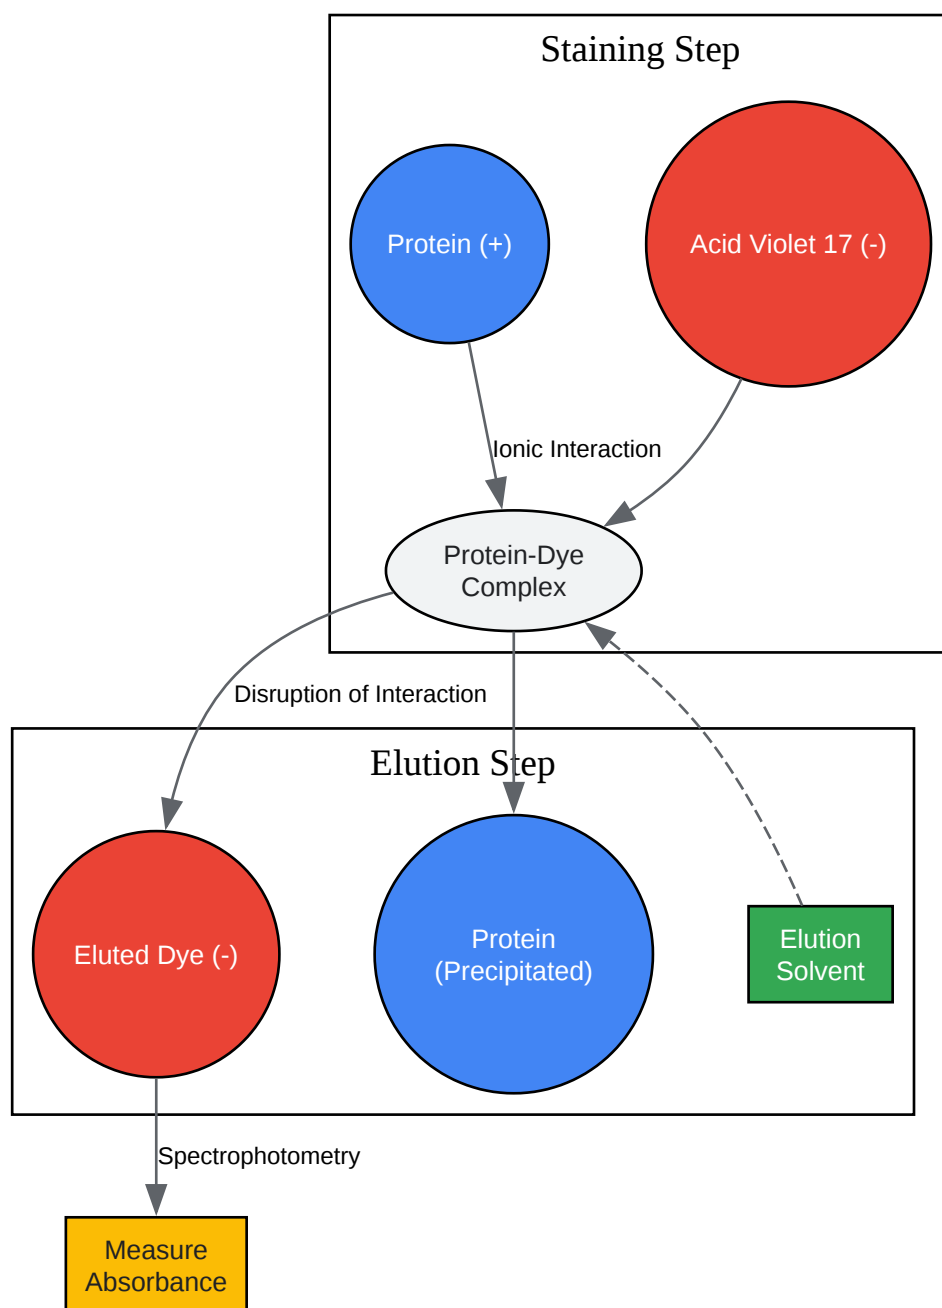 Staining Step
Protein (+)
Acid Violet 17 (-)
Ionic Interaction
Protein-Dye
Complex
Disruption of Interaction
Elution Step
Eluted Dye (-)
Protein
(Precipitated)
Elution
Solvent
Spectrophotometry
Measure
Absorbance